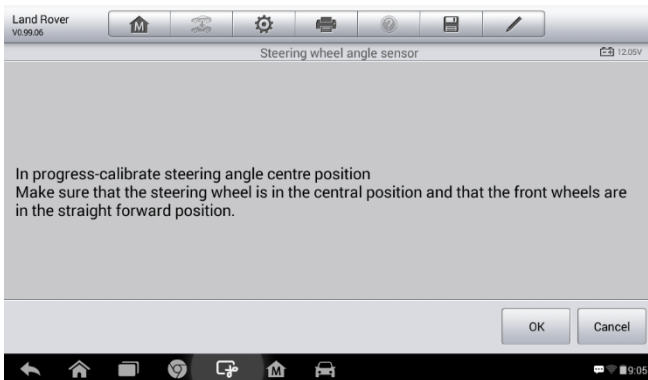 Land Rover
V0.99.06
M
Steering wheel angle sensor
12.05V
In progress-calibrate steering angle centre position
Make sure that the steering wheel is in the central position and that the front wheels are
in the straight forward position.
OK
Cancel
M
9:05